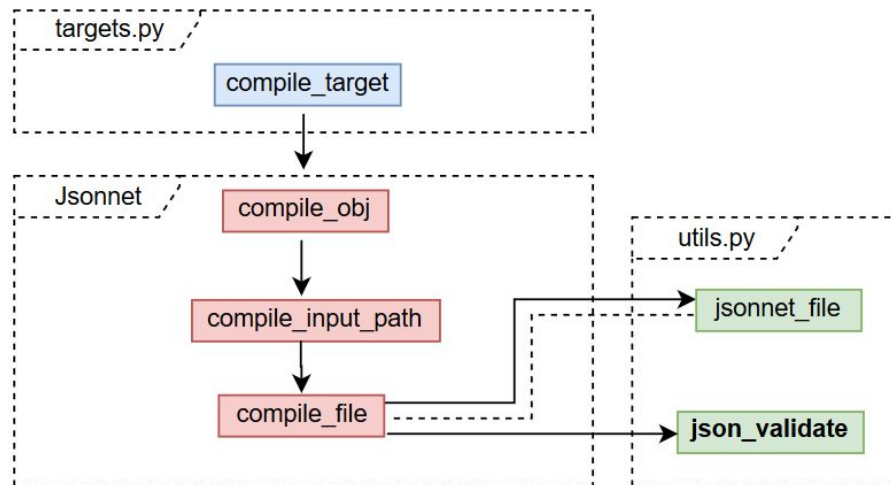 targets.py
compile_target
Jsonnet
compile_obj
utils.py
compile_input_path
jsonnet_file
compile_file
json_validate